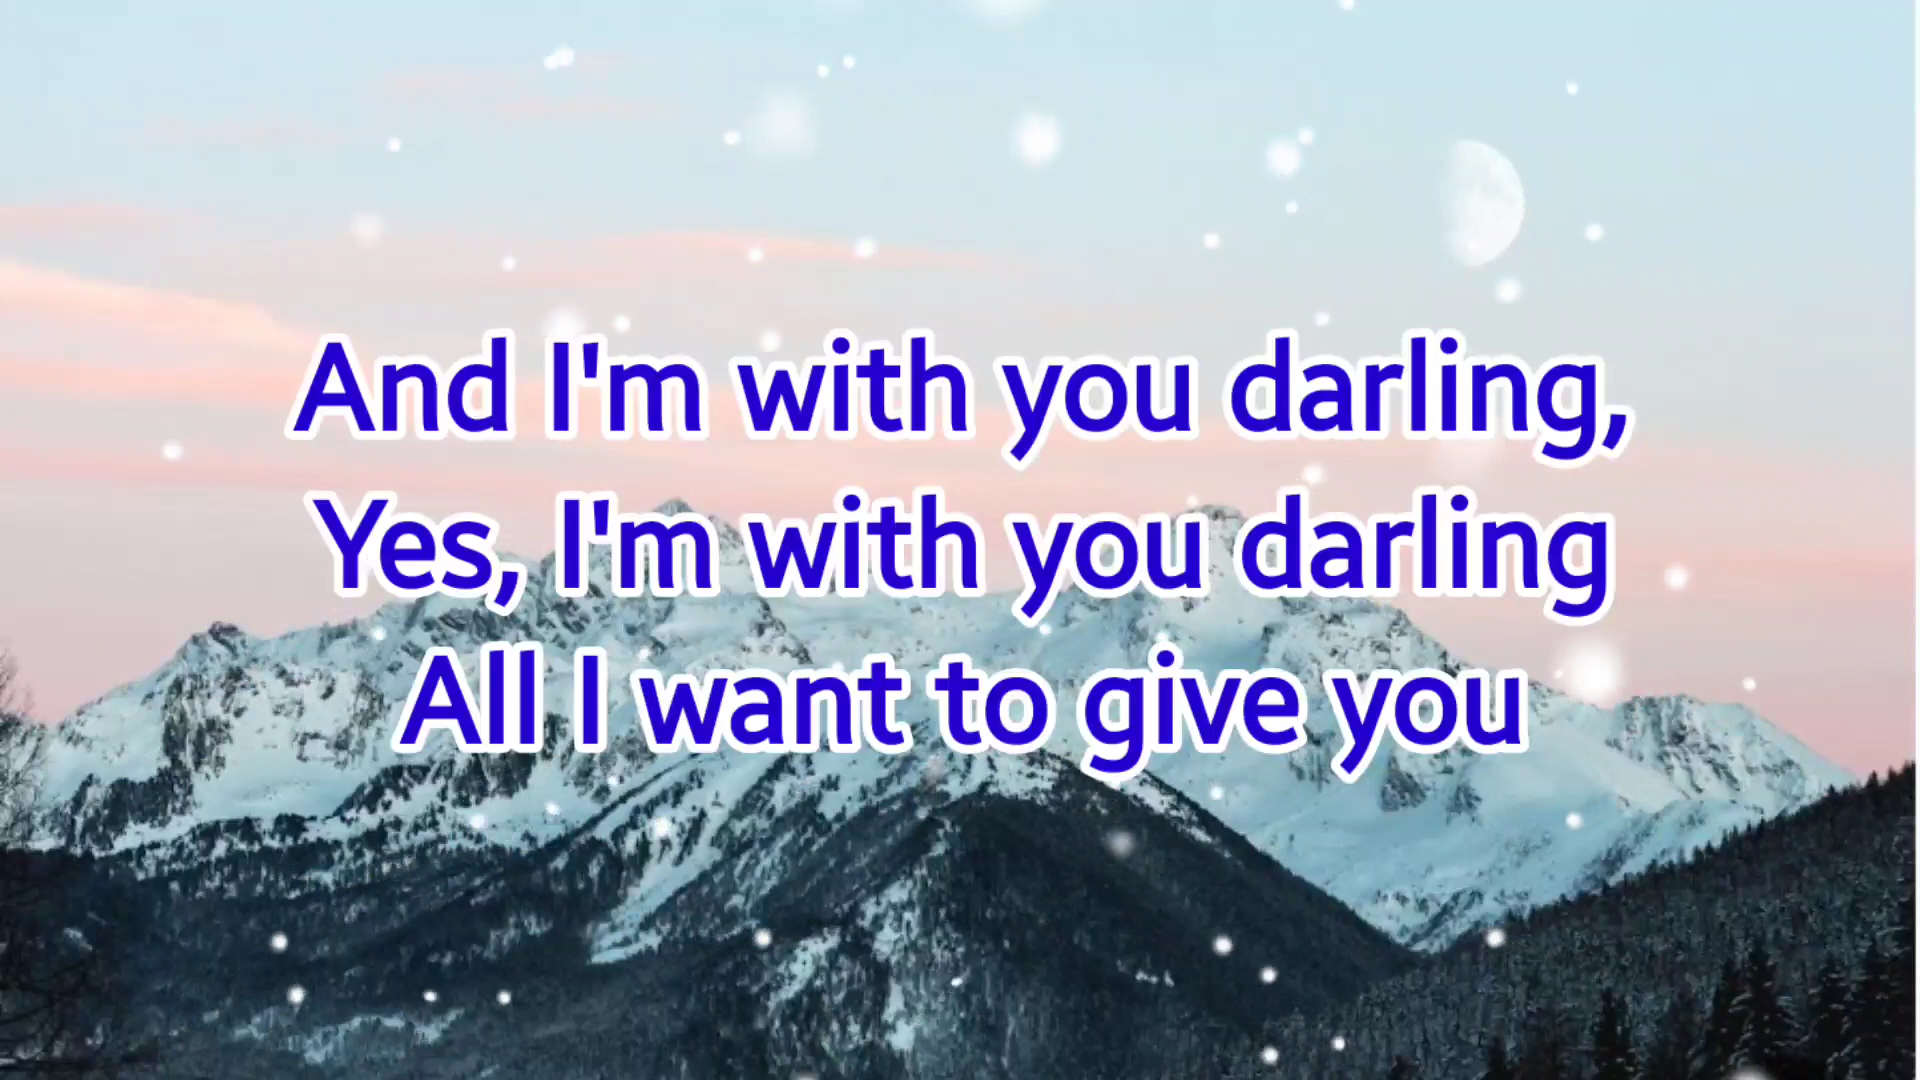 And I'm with you darling,
Yes, I'm with you darling
All I want to give you